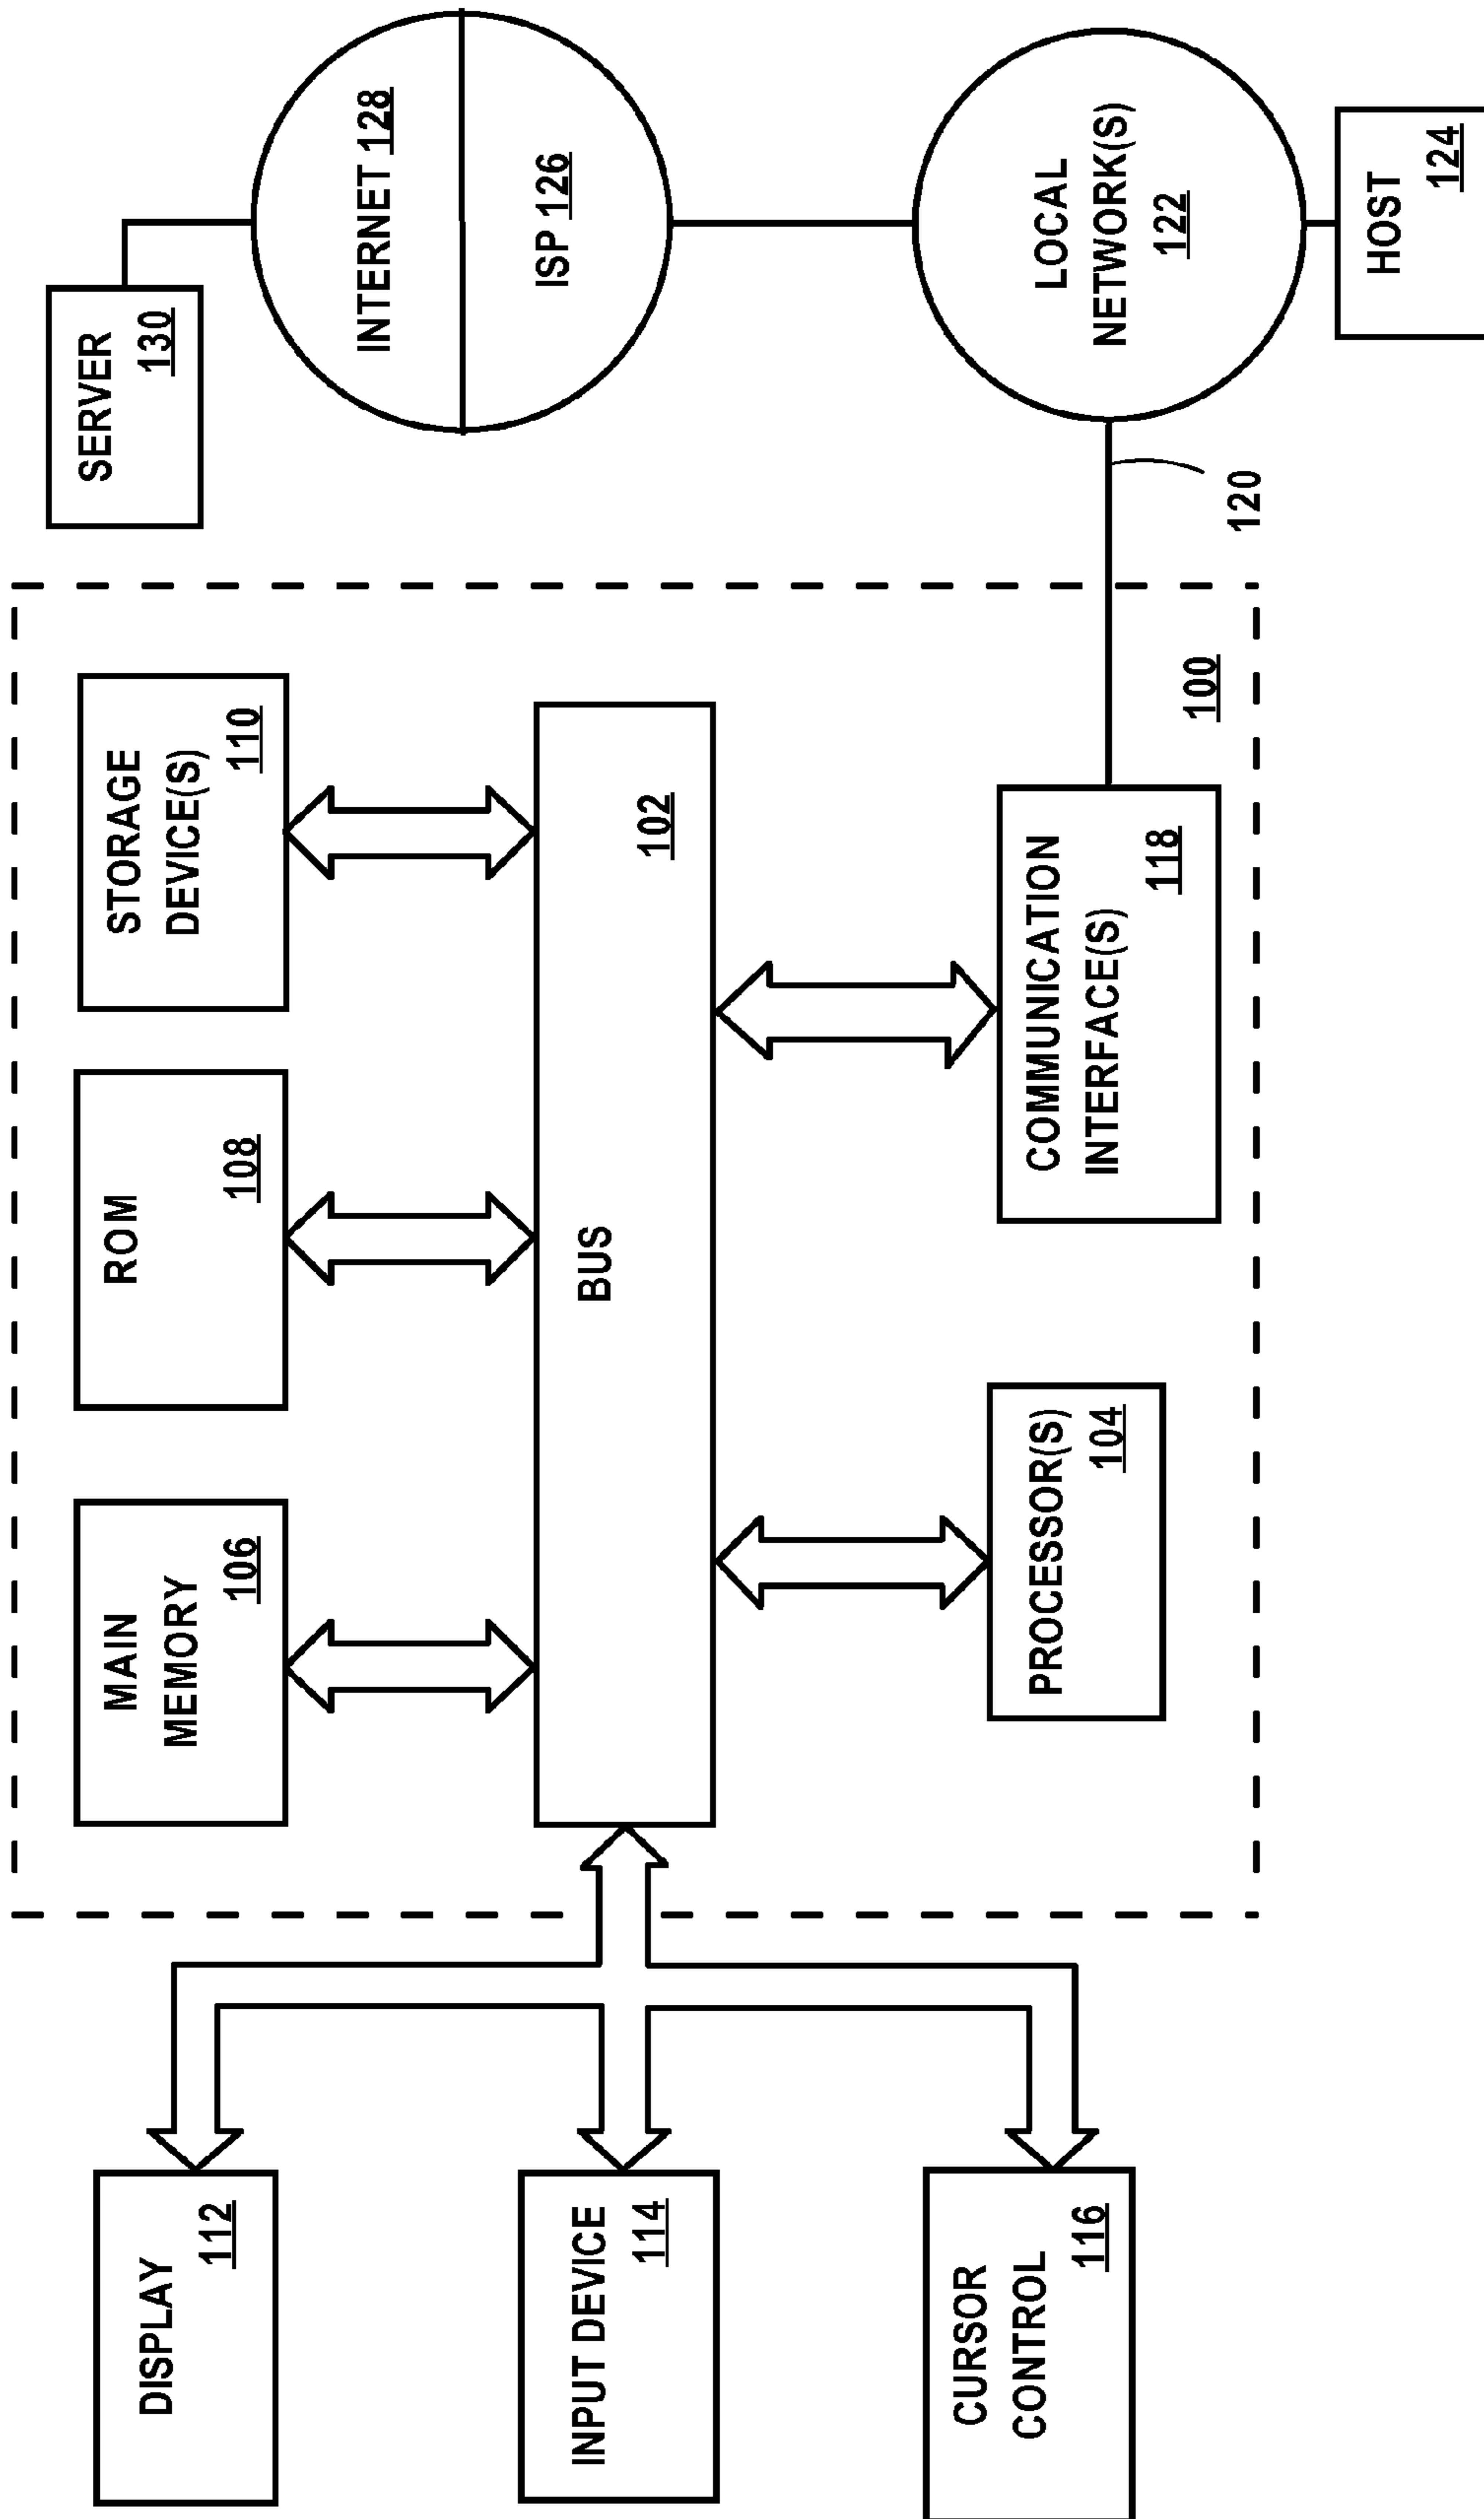 DISPLAY
112
INPUT DEVICE
114
CURSOR
CONTROL
116
MAIN
MEMORY
106
ROM
108
STORAGE
DEVICE(S)
110
BUS
102
PROCESSOR(S)
104
COMMUNICATION
INTERFACE(S)
118
100
SERVER
130
INTERNET 128
ISP 126
120
LOCAL
NETWORK(S)
122
HOST
124